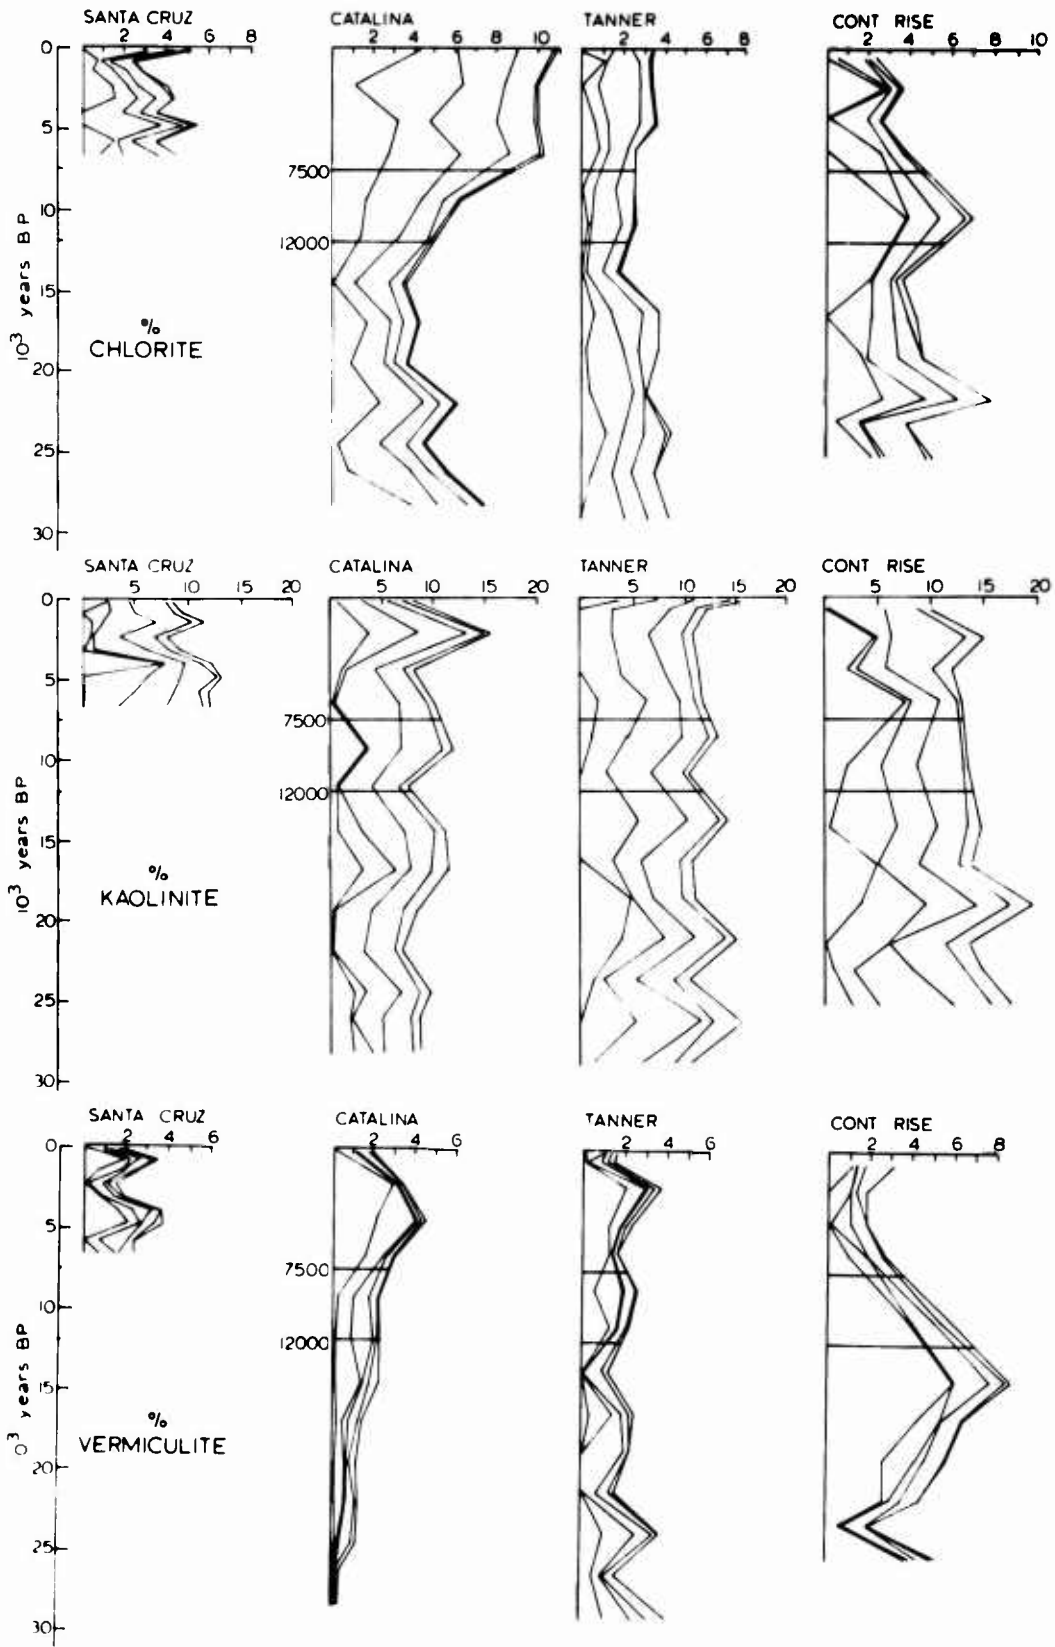 SANTA CRUZ CATALINA TANNER CONT RISE
2 4 6 8 2 4 6 8 10 2 4 6 8 2 4 6 8 10
0
5
7500
10
12000
15
20
25
30
10³ years BP
%
CHLORITE
SANTA CRUZ CATALINA TANNER CONT RISE
5 10 15 20 5 10 15 20 5 10 15 20 5 10 15 20
0
5
7500
10
12000
15
20
25
30
10³ years BP
%
KAOLINITE
SANTA CRUZ CATALINA TANNER CONT RISE
2 4 6 2 4 6 2 4 6 2 4 6 8
0
5
7500
10
12000
15
20
25
30
0³ years BP
%
VERMICULITE